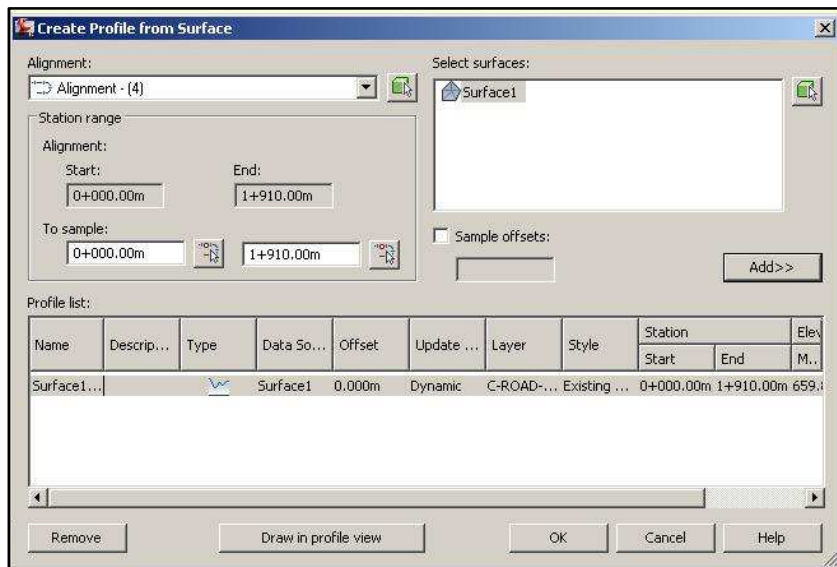 Create Profile from Surface
Alignment:
Alignment - (4)
Select surfaces:
Surface1
Station range
Alignment:
Start:
End:
0+000.00m
1+910.00m
To sample:
0+000.00m
1+910.00m
Sample offsets:
Add>>
Profile list:
Name
Descrip...
Type
Data So...
Offset
Update ...
Layer
Style
Station
Elev
Start
End
M..
Surface1...
Surface1
0.000m
Dynamic
C-ROAD-...
Existing ...
0+000.00m
1+910.00m
659.8
Remove
Draw in profile view
OK
Cancel
Help